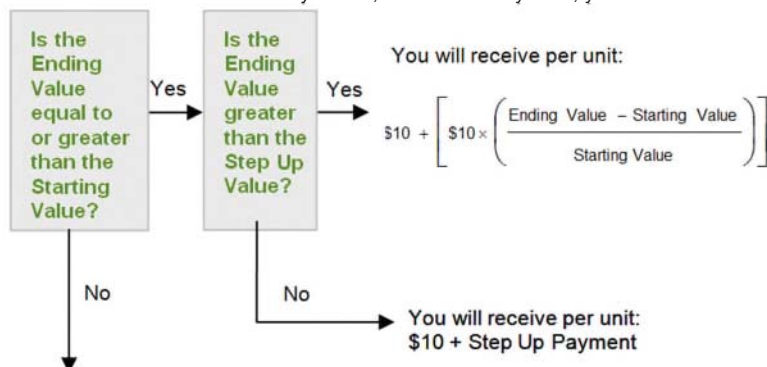 Is the
Ending
Value
equal to
or greater
than the
Starting
Value?
Yes
Is the
Ending
Value
greater
than the
Step Up
Value?
Yes
You will receive per unit:
$10 + [ $10 × ( Ending Value – Starting Value
Starting Value ) ]
No
No
You will receive per unit:
$10 + Step Up Payment